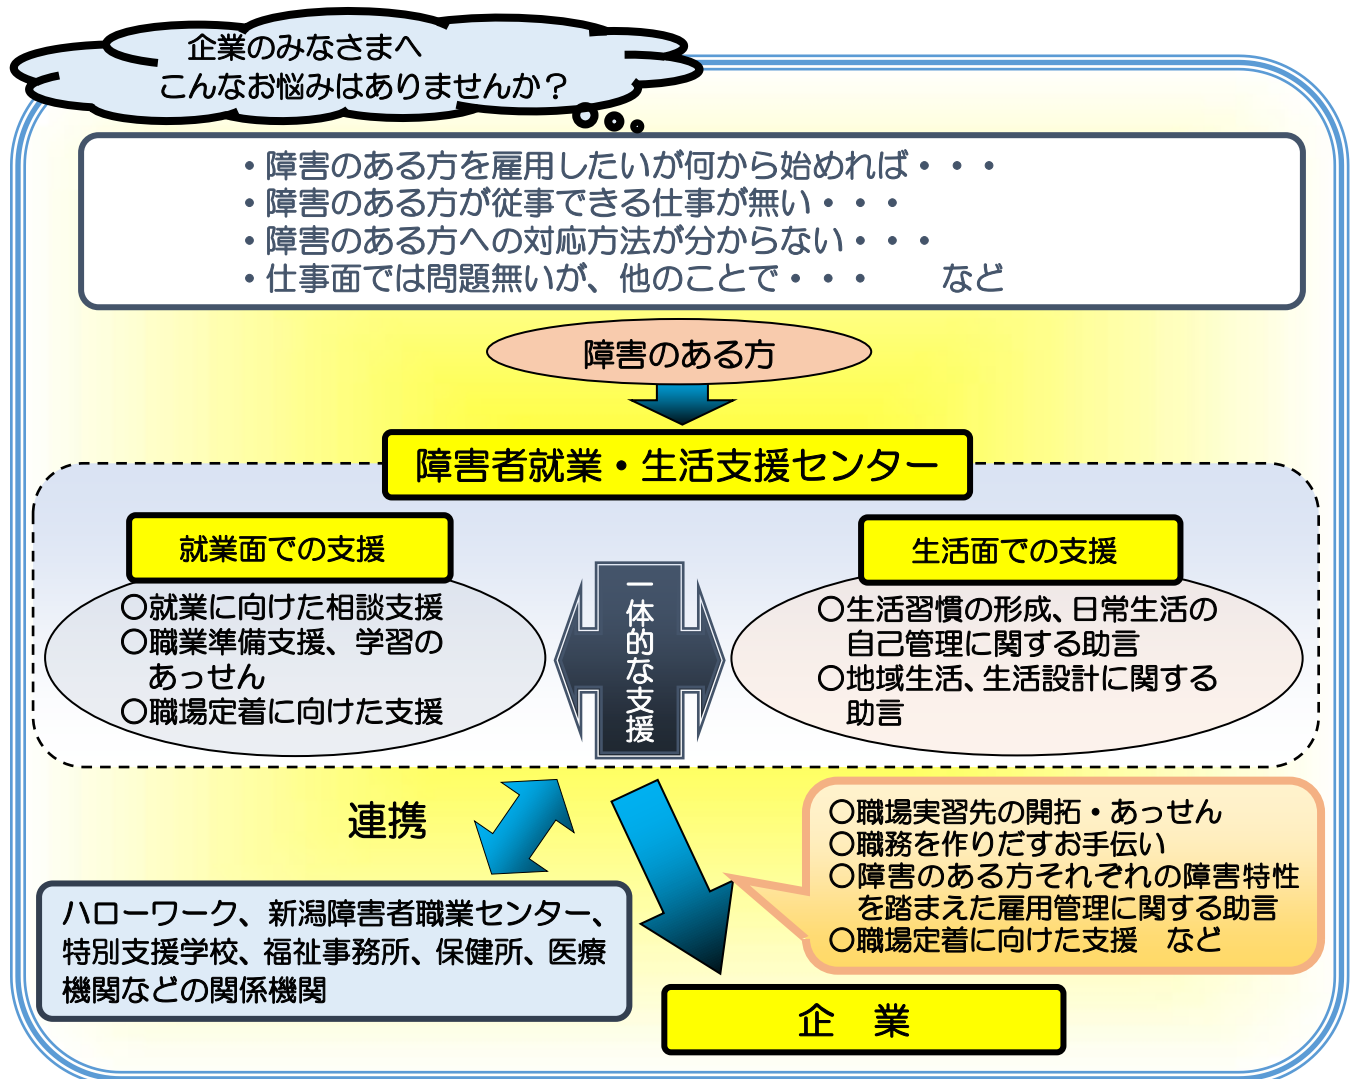 企業のみなさまへ
こんなお悩みはありませんか？
・障害のある方を雇用したいが何から始めれば・・・
・障害のある方が従事できる仕事が無い・・・
・障害のある方への対応方法が分からない・・・
・仕事面では問題無いが、他のことで・・・　　など
障害のある方
障害者就業・生活支援センター
就業面での支援
〇就業に向けた相談支援
〇職業準備支援、学習の
あっせん
〇職場定着に向けた支援
一体的な支援
生活面での支援
〇生活習慣の形成、日常生活の
自己管理に関する助言
〇地域生活、生活設計に関する
助言
連携
ハローワーク、新潟障害者職業センター、
特別支援学校、福祉事務所、保健所、医療
機関などの関係機関
〇職場実習先の開拓・あっせん
〇職務を作りだすお手伝い
〇障害のある方それぞれの障害特性
を踏まえた雇用管理に関する助言
〇職場定着に向けた支援　など
企　業